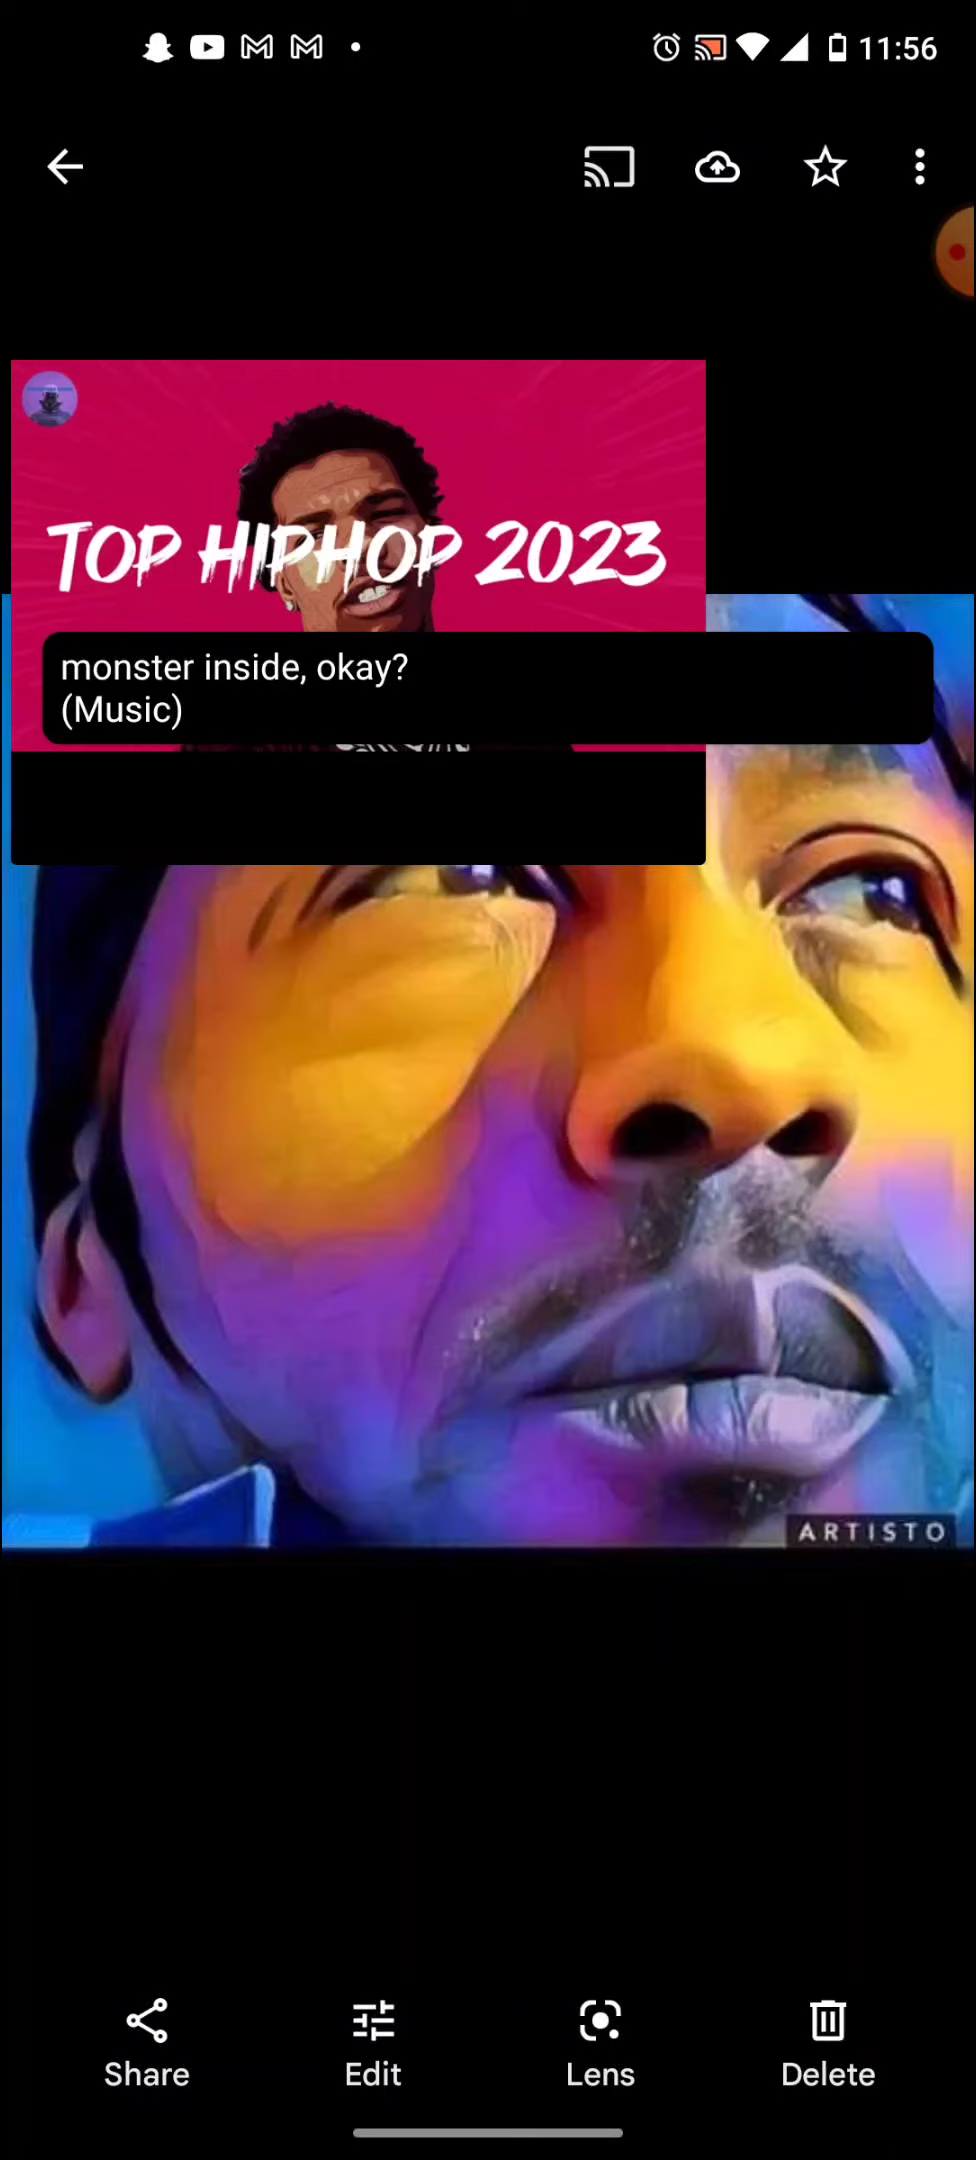 11:56
TOP HIPHOP 2023
monster inside, okay?
(Music)
ARTISTO
Share
Edit
Lens
Delete